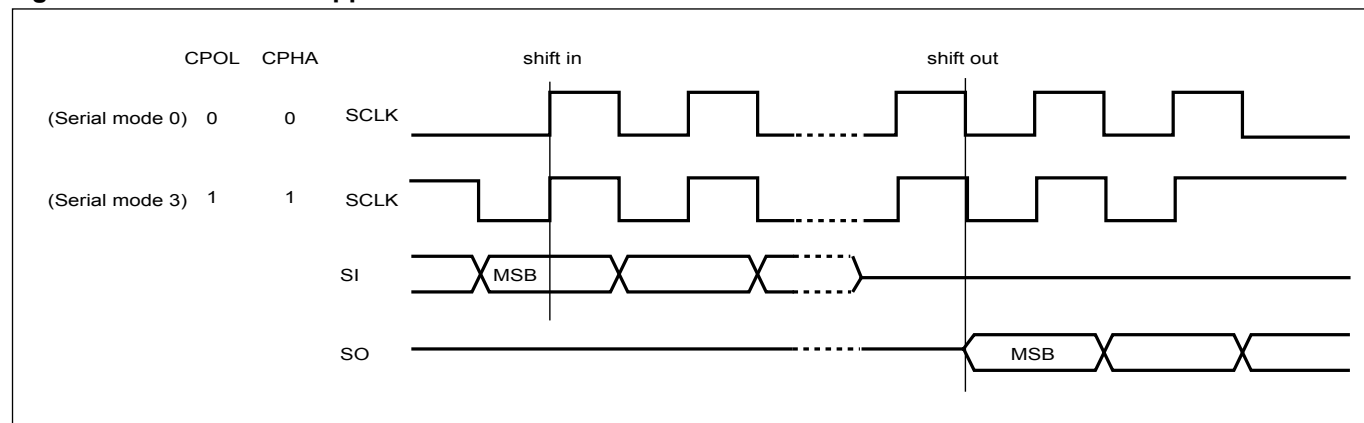 CPOL CPHA shift in shift out
(Serial mode 0) 0 0 SCLK
(Serial mode 3) 1 1 SCLK
SI MSB
SO MSB